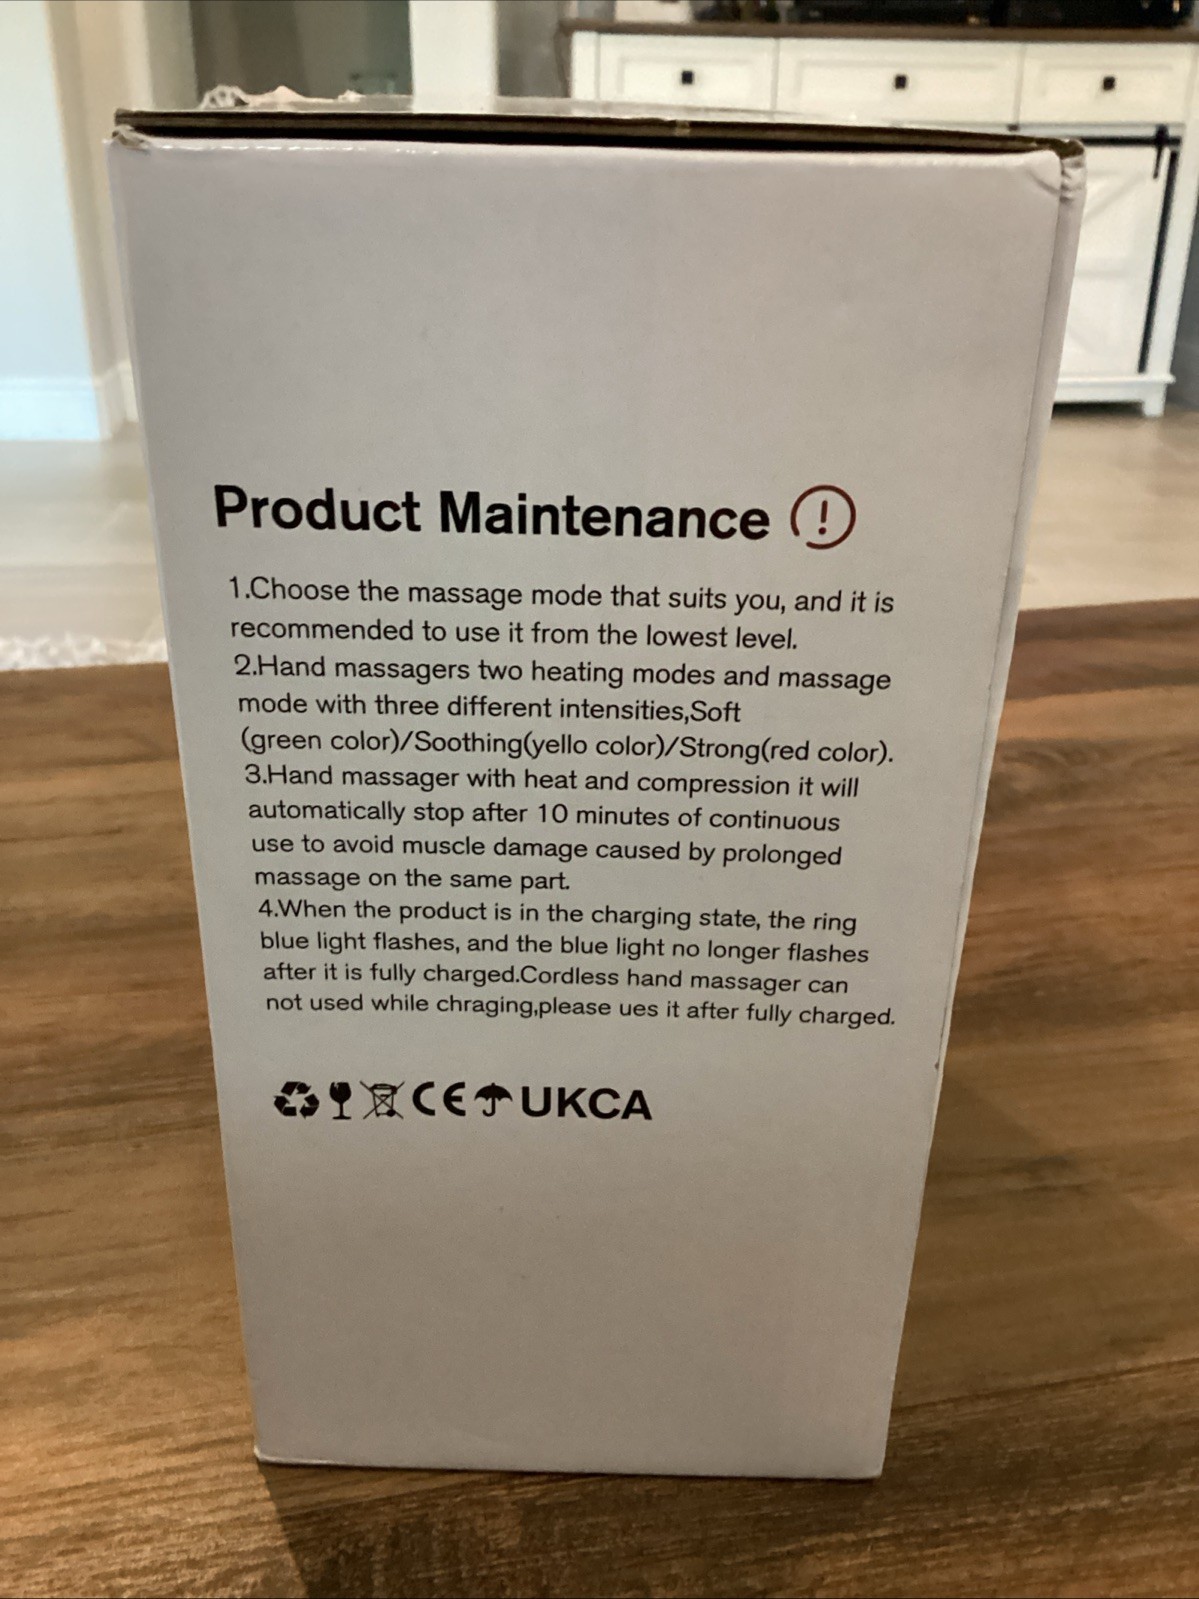 Product Maintenance
1.Choose the massage mode that suits you, and it is
recommended to use it from the lowest level.
2.Hand massagers two heating modes and massage
mode with three different intensities,Soft
(green color)/Soothing(yello color)/Strong(red color).
3.Hand massager with heat and compression it will
automatically stop after 10 minutes of continuous
use to avoid muscle damage caused by prolonged
massage on the same part.
4.When the product is in the charging state, the ring
blue light flashes, and the blue light no longer flashes
after it is fully charged.Cordless hand massager can
not used while chraging,please ues it after fully charged.
CE UKCA